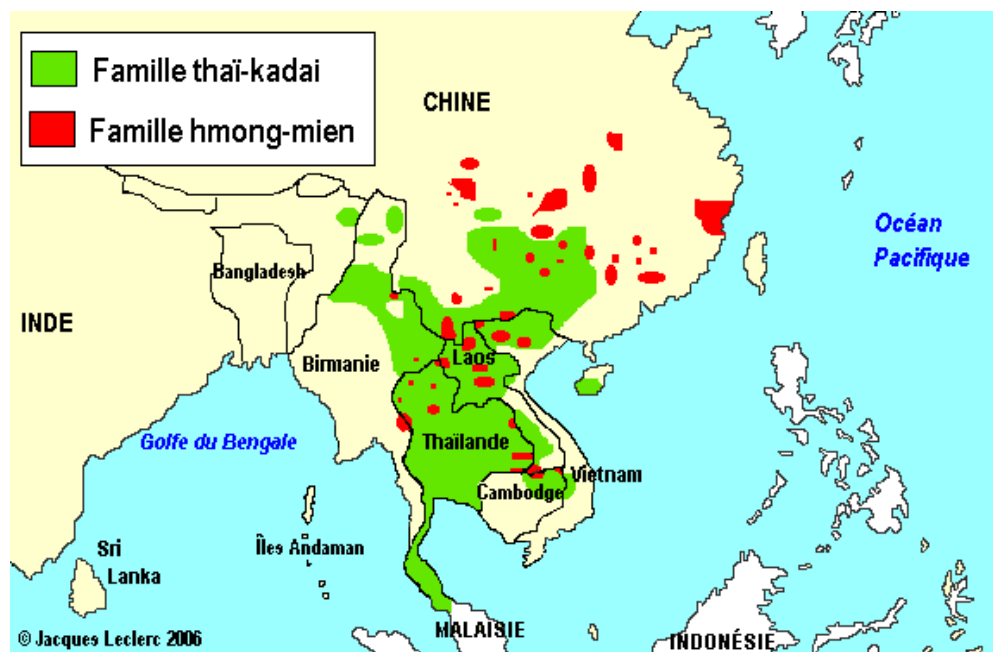 Famille thaï-kadai
Famille hmong-mien
CHINE
Océan
Pacifique
Bangladesh
INDE
Birmanie
Laos
Golfe du Bengale
Thaïlande
Vietnam
Cambodge
Îles Andaman
Sri
Lanka
MALAISIE
INDONÉSIE
© Jacques Leclerc 2006